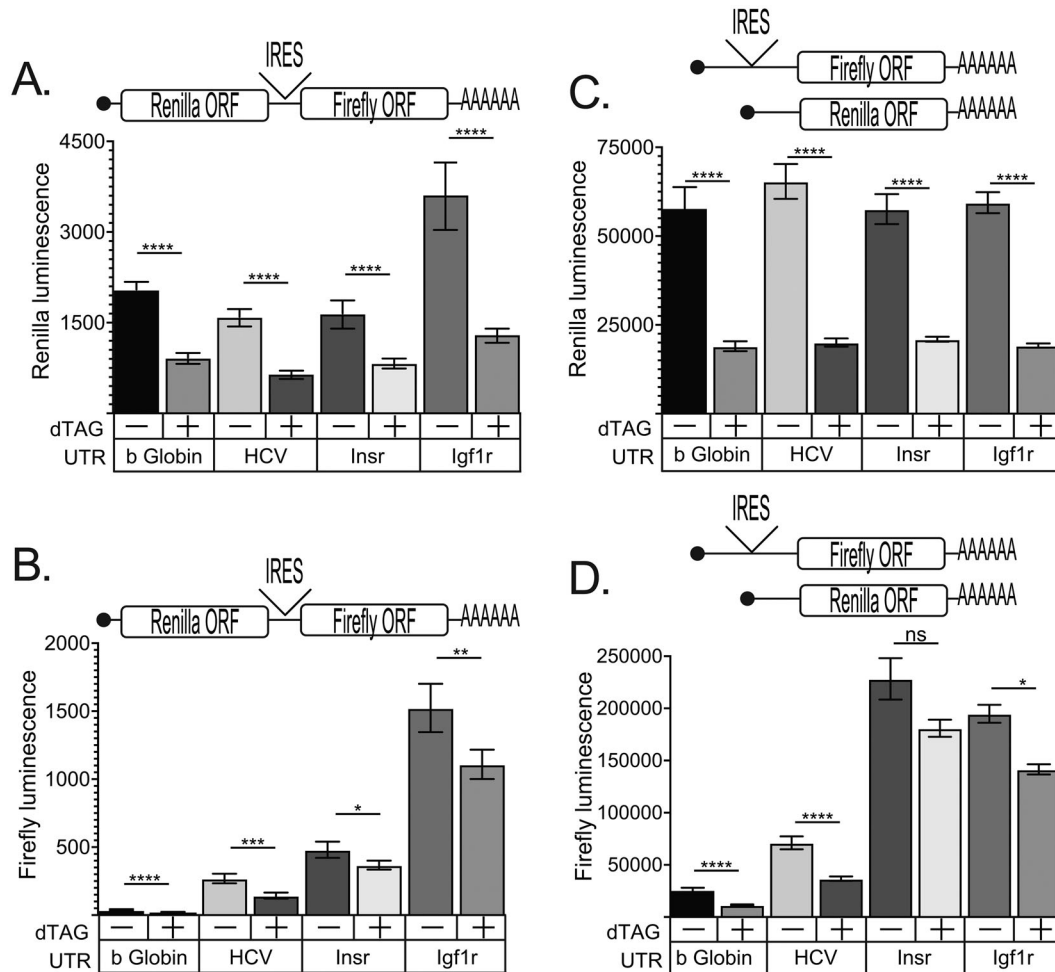 A.
IRES
Renilla ORF
Firefly ORF
AAAAAA
Renilla luminescence
4500
3000
1500
****
****
****
****
dTAG − + − + − + − +
UTR b Globin HCV Insr Igf1r
B.
IRES
Renilla ORF
Firefly ORF
AAAAAA
Firefly luminescence
2000
1500
1000
500
****
***
*
**
dTAG − + − + − + − +
UTR b Globin HCV Insr Igf1r
C.
IRES
Firefly ORF
AAAAAA
Renilla ORF
AAAAAA
Renilla luminescence
75000
50000
25000
****
****
****
****
dTAG − + − + − + − +
UTR b Globin HCV Insr Igf1r
D.
IRES
Firefly ORF
AAAAAA
Renilla ORF
AAAAAA
Firefly luminescence
250000
200000
150000
100000
50000
****
****
ns
*
dTAG − + − + − + − +
UTR b Globin HCV Insr Igf1r